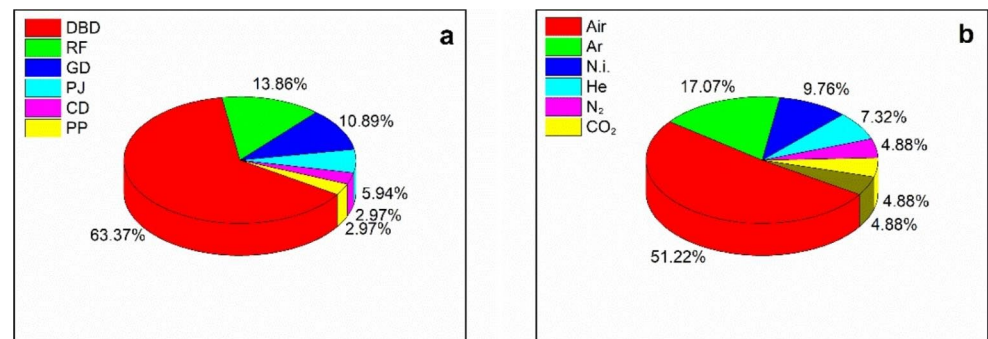 a
DBD
RF
GD
PJ
CD
PP
13.86%
10.89%
5.94%
2.97%
2.97%
63.37%
b
Air
Ar
N.i.
He
N₂
CO₂
17.07%
9.76%
7.32%
4.88%
4.88%
4.88%
51.22%